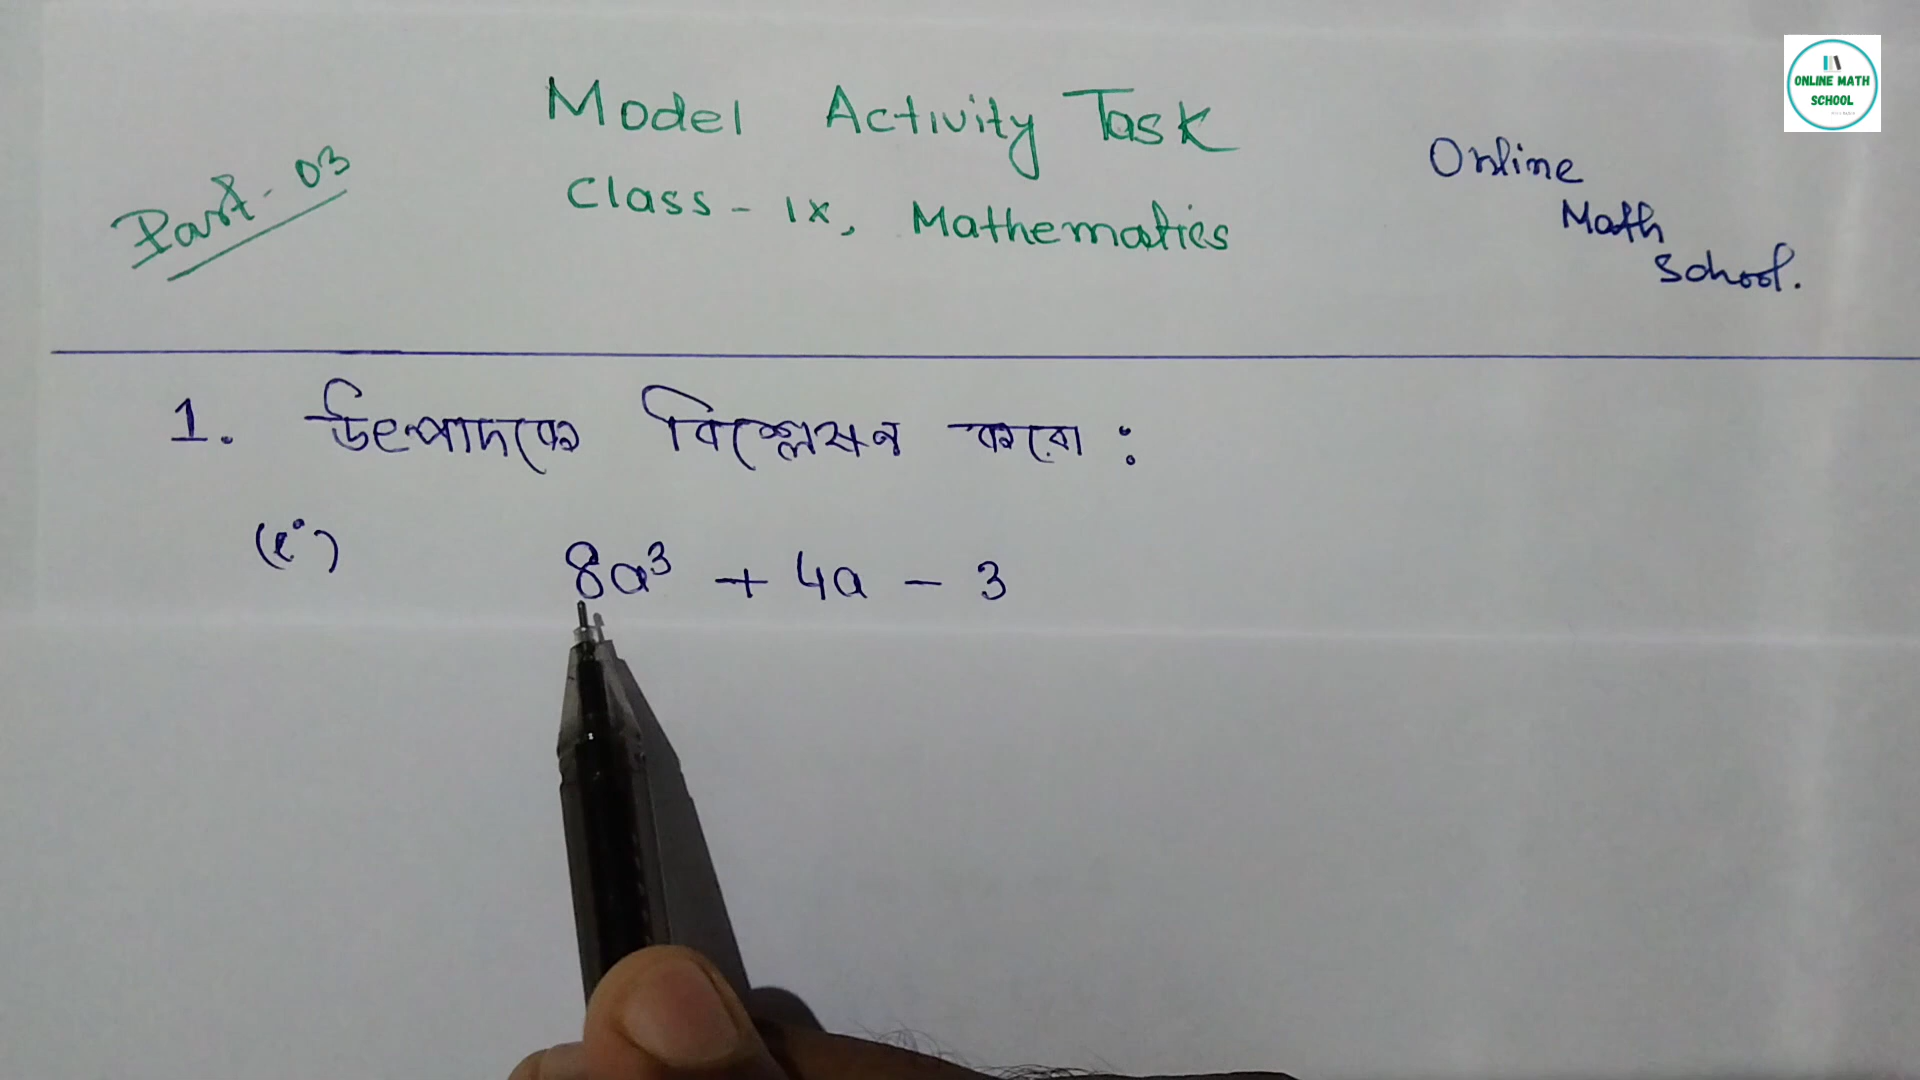 ONLINE MATH
SCHOOL
Model Activity Task
Class - IX, Mathematics
Part - 03
Online
Math
School.
1. উৎপাদকে বিশ্লেষন করো :
(i) 8a³ + 4a - 3